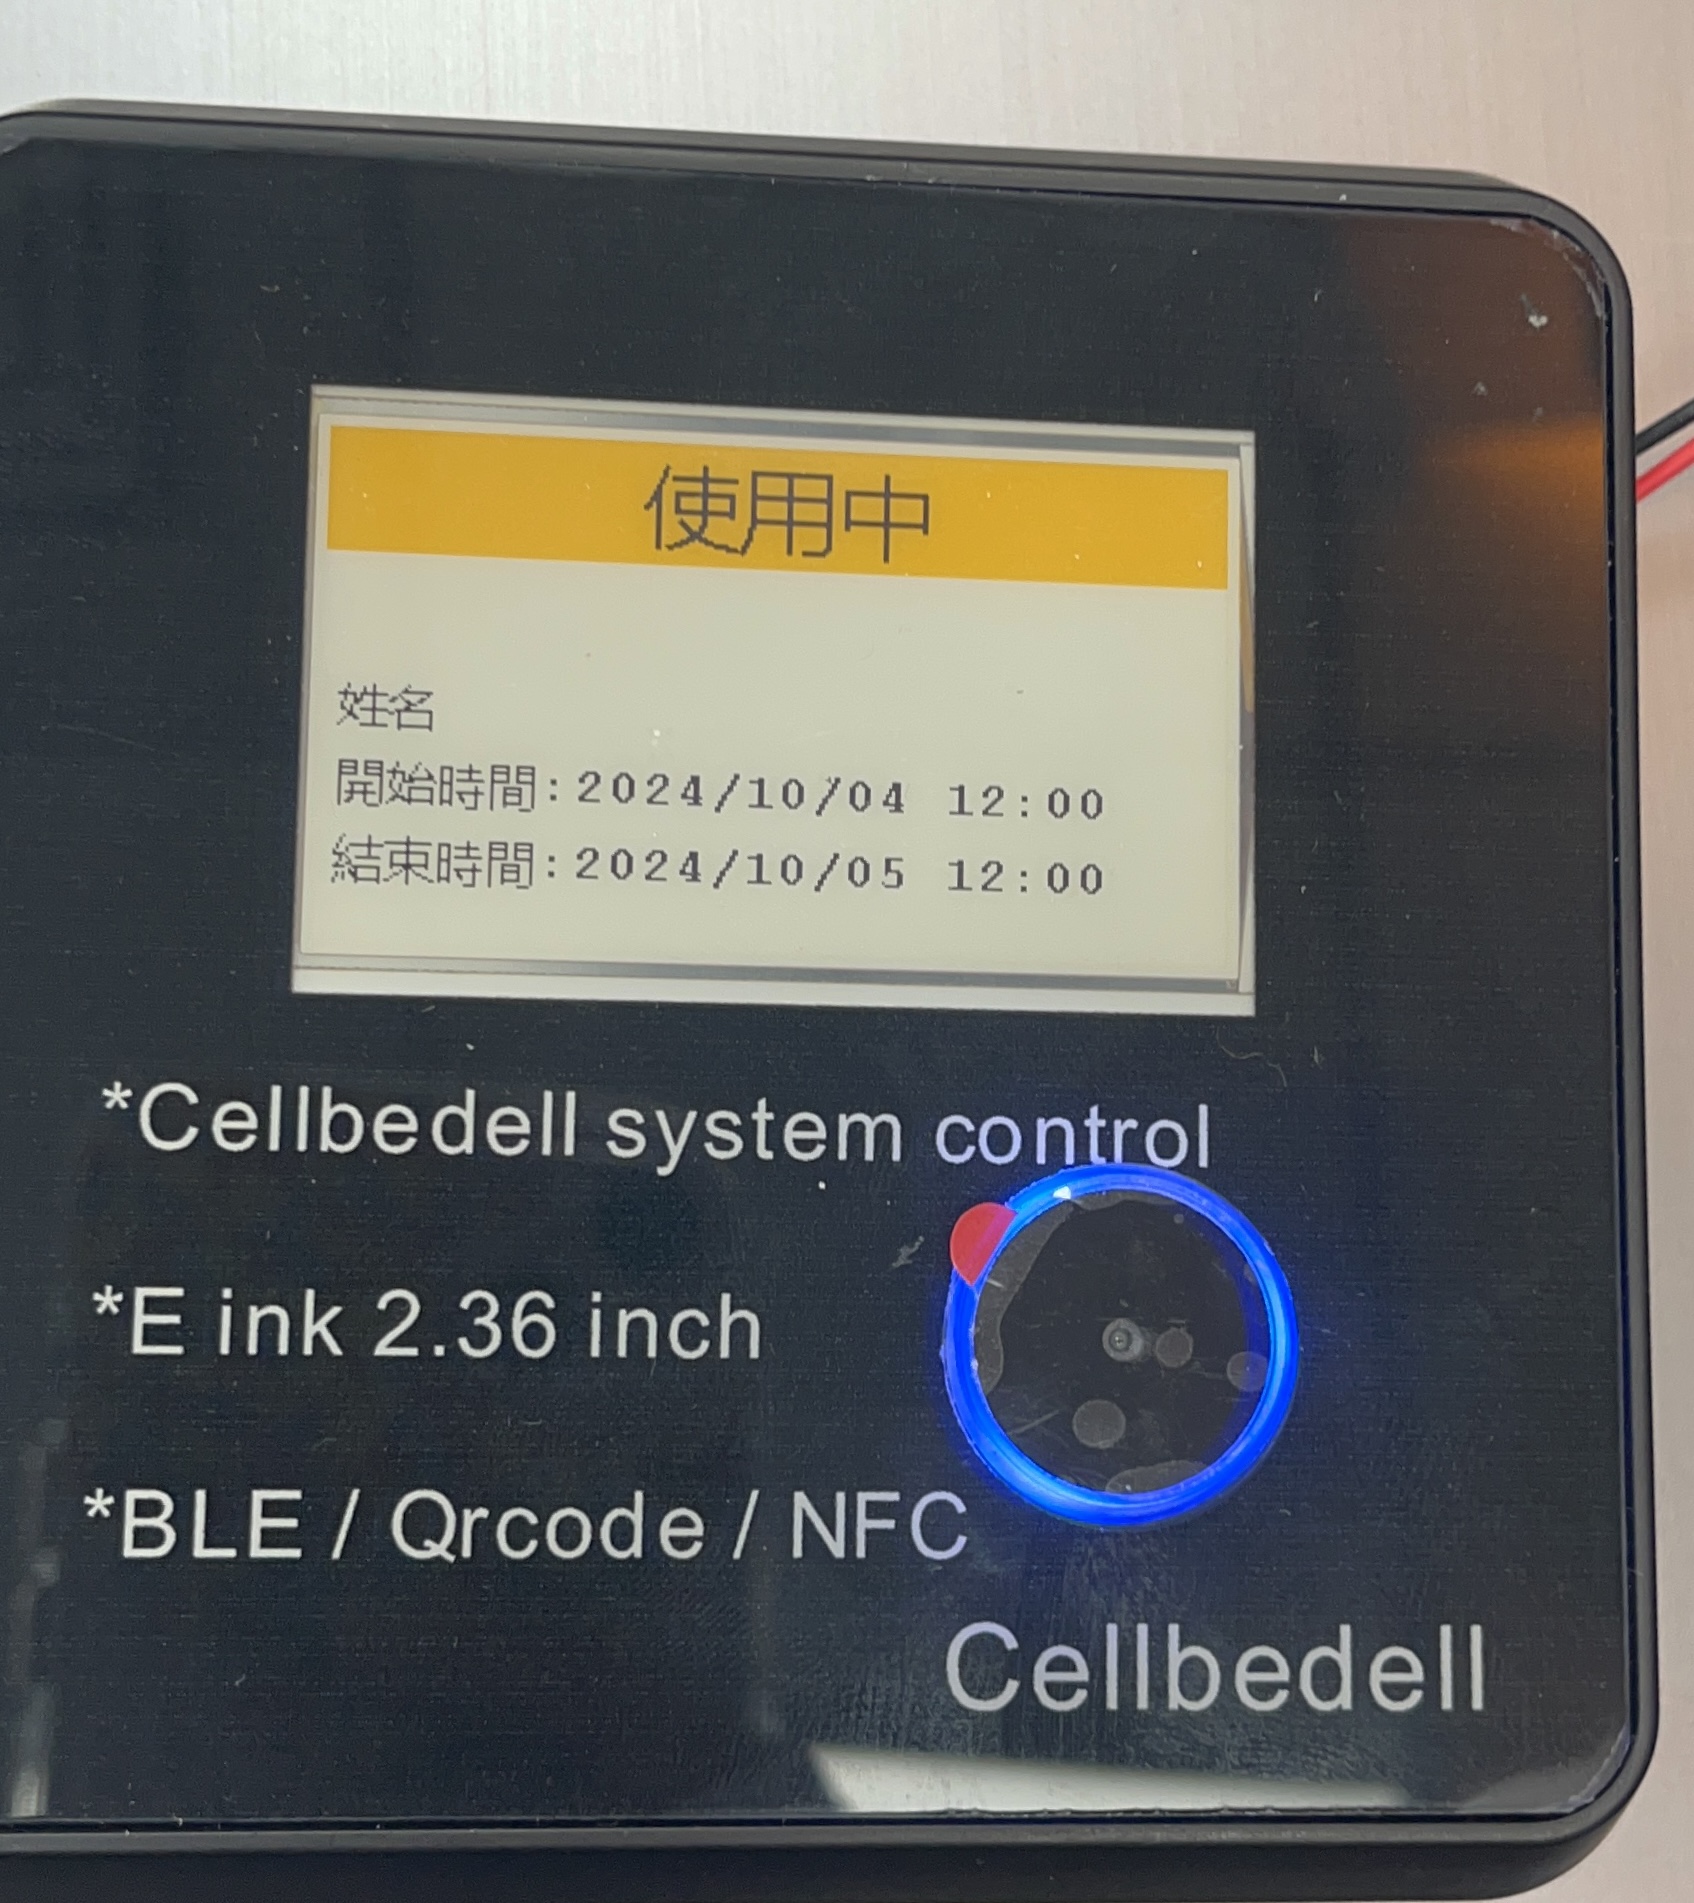 使用中
姓名
開始時間:2024/10/04 12:00
結束時間:2024/10/05 12:00
*Cellbedell system control
*E ink 2.36 inch
*BLE / Qrcode / NFC
Cellbedell